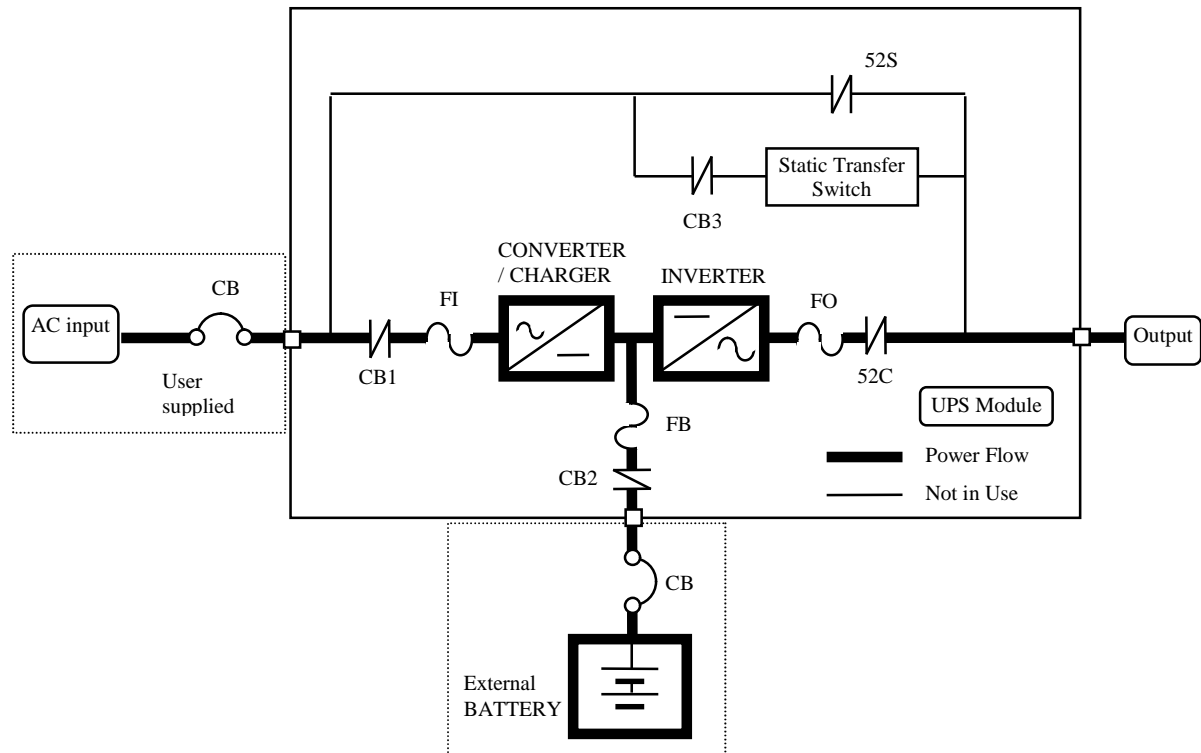 52S
Static Transfer
Switch
CB3
CONVERTER
/ CHARGER
INVERTER
AC input
CB
FI
FO
CB1
52C
Output
User
supplied
UPS Module
FB
Power Flow
CB2
Not in Use
CB
External
BATTERY